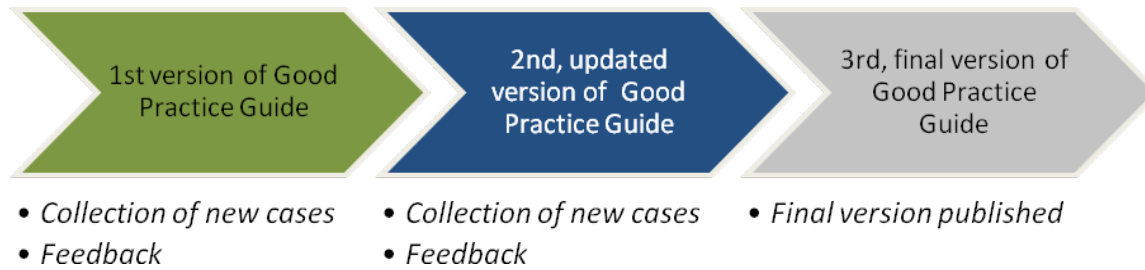 1st version of Good
Practice Guide
2nd, updated
version of Good
Practice Guide
3rd, final version of
Good Practice
Guide
• Collection of new cases
• Feedback
• Collection of new cases
• Feedback
• Final version published